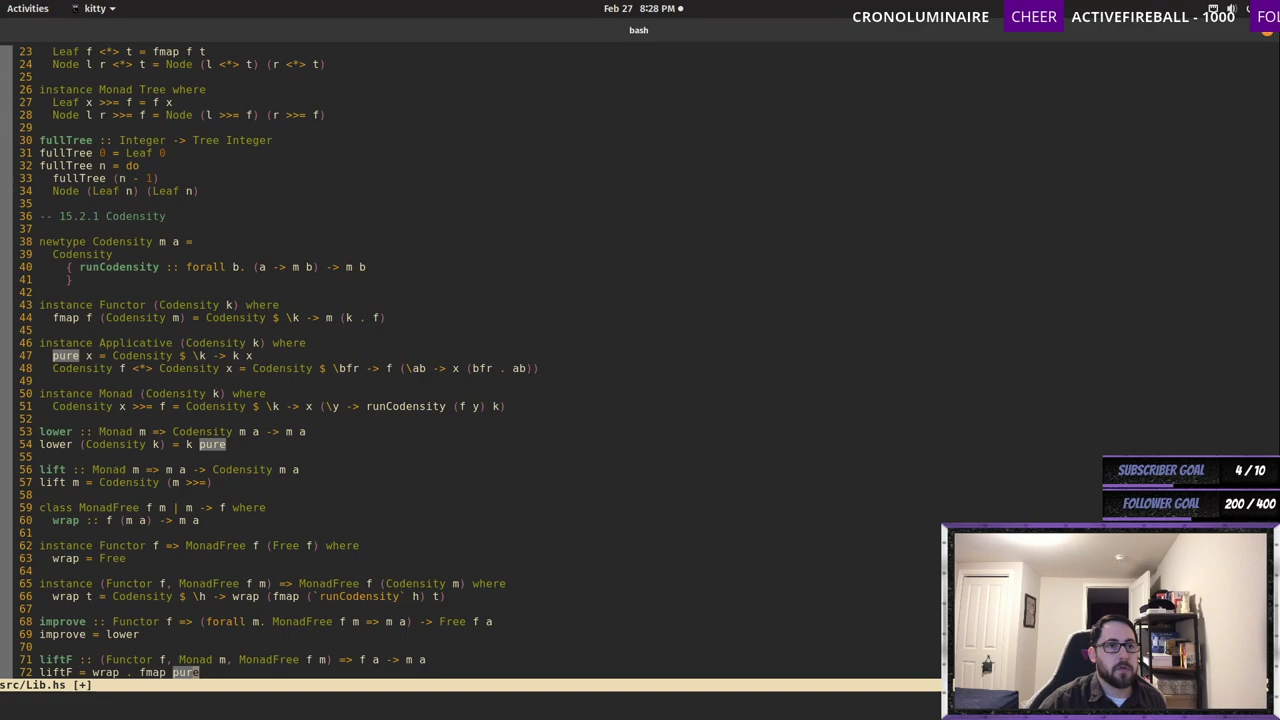 Activities
kitty
Feb 27 8:28 PM
CRONOLUMINAIRE CHEER ACTIVEFIREBALL - 1000 FOL
bash
23 Leaf f <*> t = fmap f t
24 Node l r <*> t = Node (l <*> t) (r <*> t)
25
26 instance Monad Tree where
27 Leaf x >>= f = f x
28 Node l r >>= f = Node (l >>= f) (r >>= f)
29
30 fullTree :: Integer -> Tree Integer
31 fullTree 0 = Leaf 0
32 fullTree n = do
33 fullTree (n - 1)
34 Node (Leaf n) (Leaf n)
35
36 -- 15.2.1 Codensity
37
38 newtype Codensity m a =
39 Codensity
40 { runCodensity :: forall b. (a -> m b) -> m b
41 }
42
43 instance Functor (Codensity k) where
44 fmap f (Codensity m) = Codensity $ \k -> m (k . f)
45
46 instance Applicative (Codensity k) where
47 pure x = Codensity $ \k -> k x
48 Codensity f <*> Codensity x = Codensity $ \bfr -> f (\ab -> x (bfr . ab))
49
50 instance Monad (Codensity k) where
51 Codensity x >>= f = Codensity $ \k -> x (\y -> runCodensity (f y) k)
52
53 lower :: Monad m => Codensity m a -> m a
54 lower (Codensity k) = k pure
55
56 lift :: Monad m => m a -> Codensity m a
57 lift m = Codensity (m >>=)
58
59 class MonadFree f m | m -> f where
60 wrap :: f (m a) -> m a
61
62 instance Functor f => MonadFree f (Free f) where
63 wrap = Free
64
65 instance (Functor f, MonadFree f m) => MonadFree f (Codensity m) where
66 wrap t = Codensity $ \h -> wrap (fmap (`runCodensity` h) t)
67
68 improve :: Functor f => (forall m. MonadFree f m => m a) -> Free f a
69 improve = lower
70
71 liftF :: (Functor f, Monad m, MonadFree f m) => f a -> m a
72 liftF = wrap . fmap pure
src/Lib.hs [+]
SUBSCRIBER GOAL 4 / 10
FOLLOWER GOAL 200 / 400